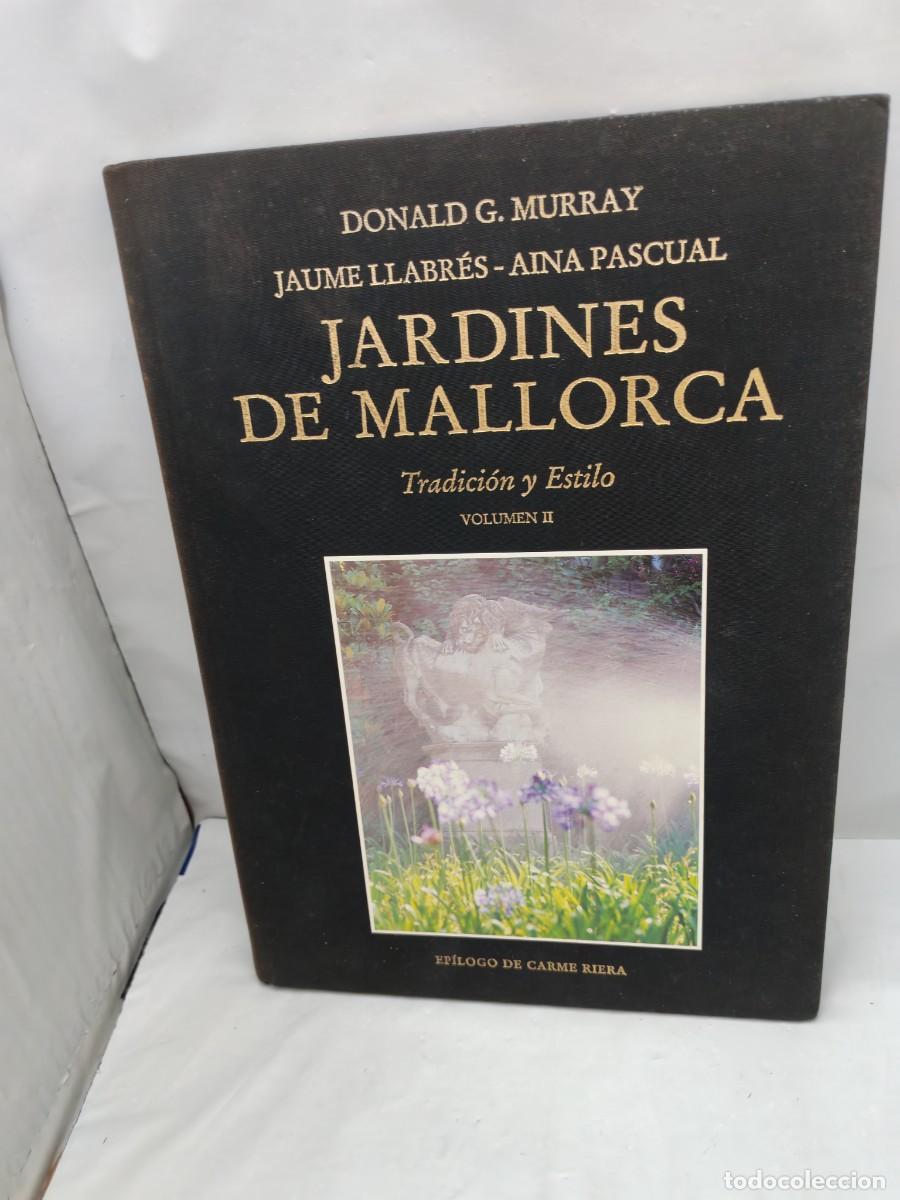 DONALD G. MURRAY
JAUME LLABRÉS - AINA PASCUAL
JARDINES
DE MALLORCA
Tradición y Estilo
VOLUMEN II
EPÍLOGO DE CARME RIERA
todocoleccion